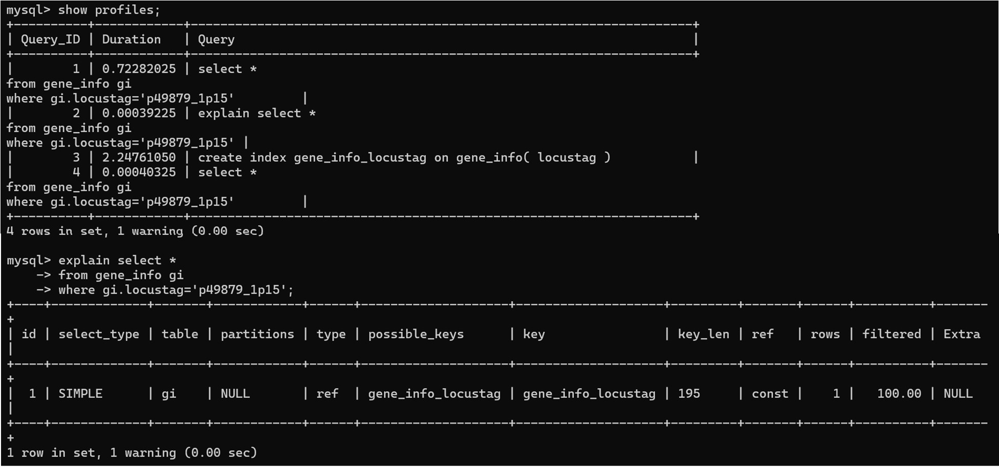 mysql> show profiles;
+----------+------------+--------------------------------------------------------------------+
| Query_ID | Duration   | Query                                                              |
+----------+------------+--------------------------------------------------------------------+
|        1 | 0.72282025 | select *
from gene_info gi
where gi.locustag='p49879_1p15'         |
|        2 | 0.00039225 | explain select *
from gene_info gi
where gi.locustag='p49879_1p15' |
|        3 | 2.24761050 | create index gene_info_locustag on gene_info( locustag )           |
|        4 | 0.00040325 | select *
from gene_info gi
where gi.locustag='p49879_1p15'         |
+----------+------------+--------------------------------------------------------------------+
4 rows in set, 1 warning (0.00 sec)

mysql> explain select *
    -> from gene_info gi
    -> where gi.locustag='p49879_1p15';
+----+-------------+-------+------------+------+--------------------+--------------------+---------+-------+------+----------+-------
+
| id | select_type | table | partitions | type | possible_keys      | key                | key_len | ref   | rows | filtered | Extra
|
+----+-------------+-------+------------+------+--------------------+--------------------+---------+-------+------+----------+-------
+
|  1 | SIMPLE      | gi    | NULL       | ref  | gene_info_locustag | gene_info_locustag | 195     | const |    1 |   100.00 | NULL
|
+----+-------------+-------+------------+------+--------------------+--------------------+---------+-------+------+----------+-------
+
1 row in set, 1 warning (0.00 sec)